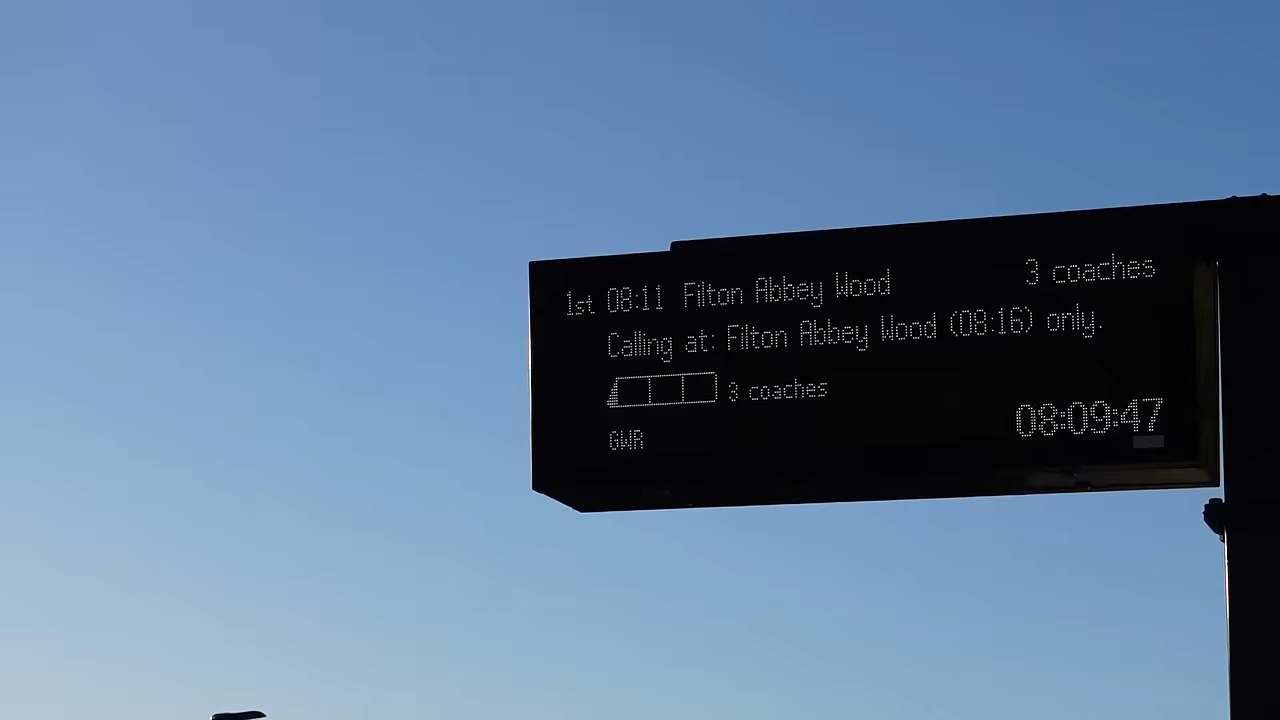 1st 08:11 Filton Abbey Wood 3 coaches
Calling at: Filton Abbey Wood (08:16) only.
3 coaches
GWR 08:09:47